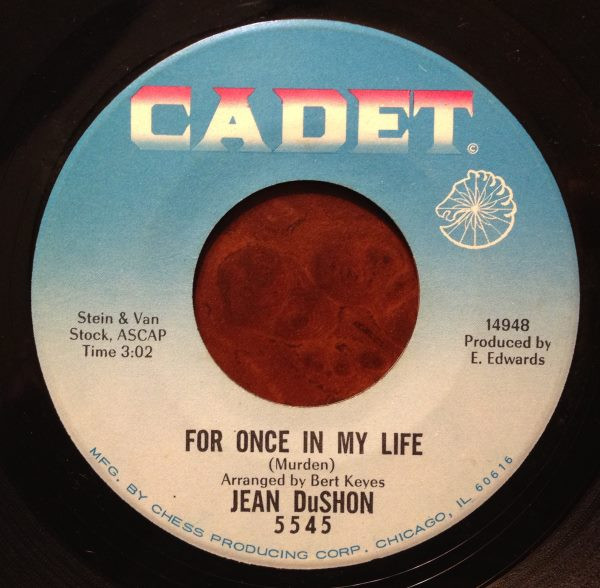 CADET
©
Stein & Van
Stock, ASCAP
Time 3:02
14948
Produced by
E. Edwards
FOR ONCE IN MY LIFE
(Murden)
Arranged by Bert Keyes
JEAN DuSHON
5545
MFG. BY CHESS PRODUCING CORP. CHICAGO, IL 60616